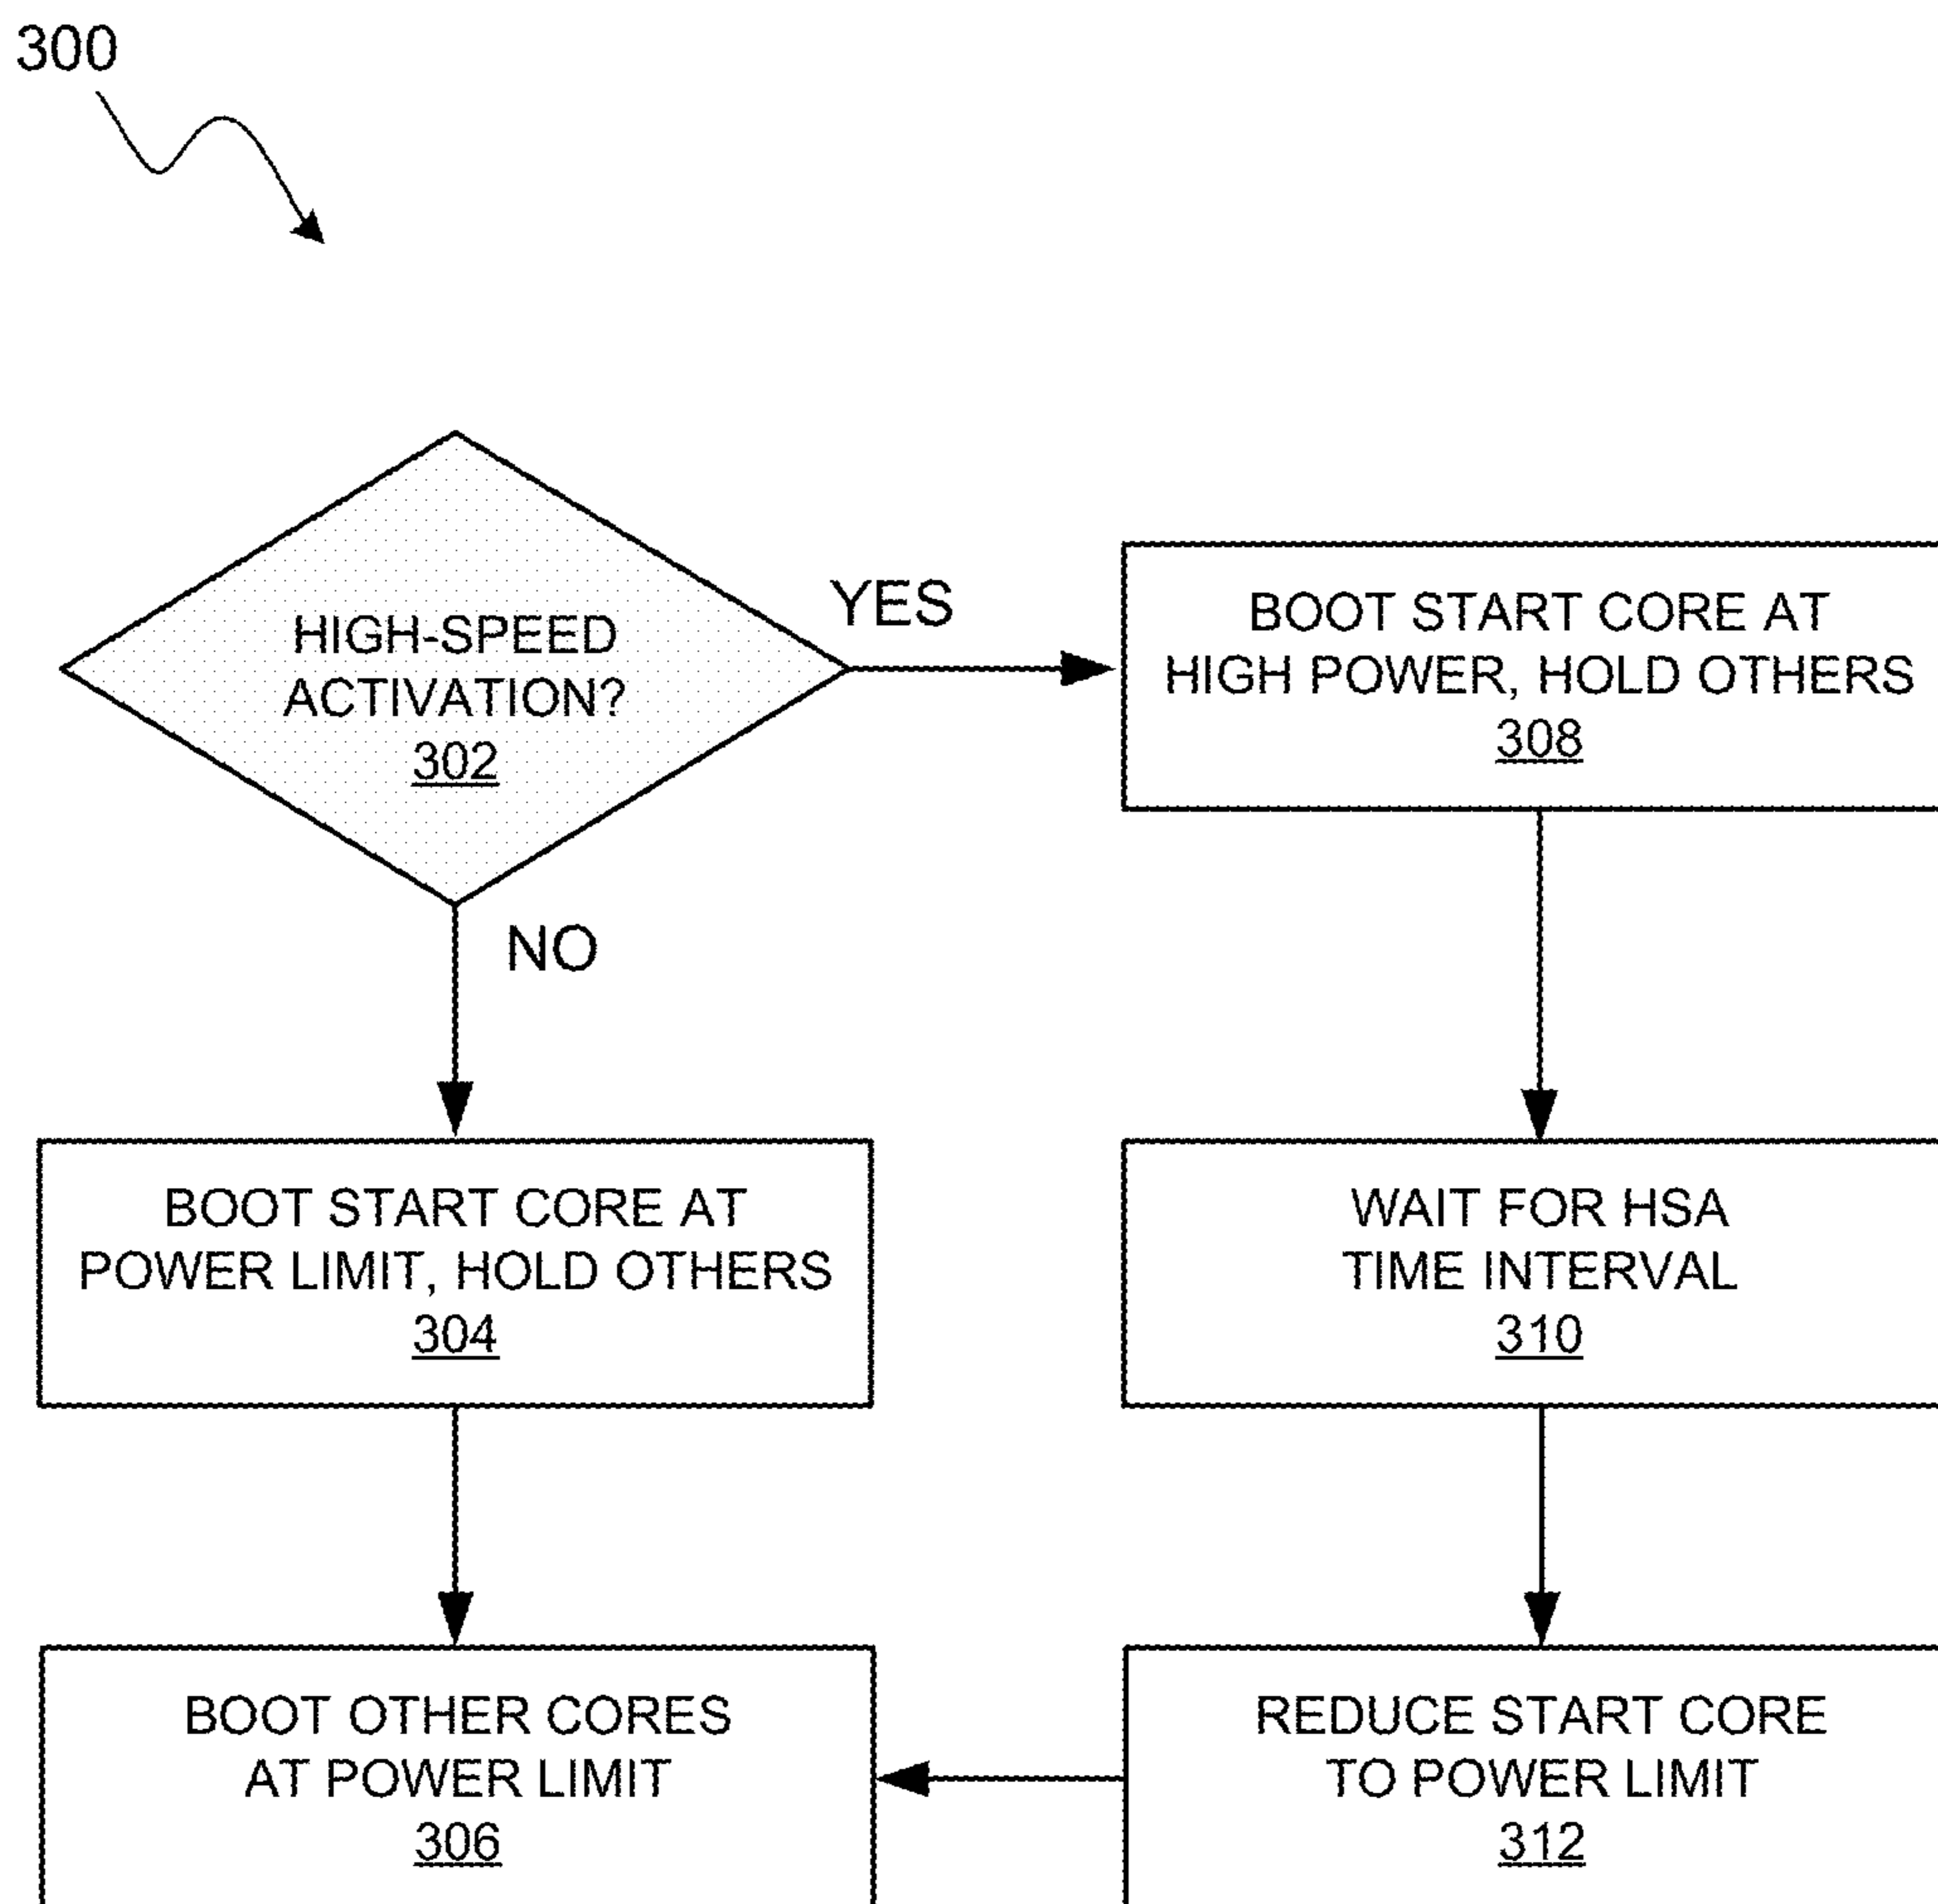 300
HIGH-SPEED
ACTIVATION?
302
YES
NO
BOOT START CORE AT
HIGH POWER, HOLD OTHERS
308
BOOT START CORE AT
POWER LIMIT, HOLD OTHERS
304
WAIT FOR HSA
TIME INTERVAL
310
BOOT OTHER CORES
AT POWER LIMIT
306
REDUCE START CORE
TO POWER LIMIT
312